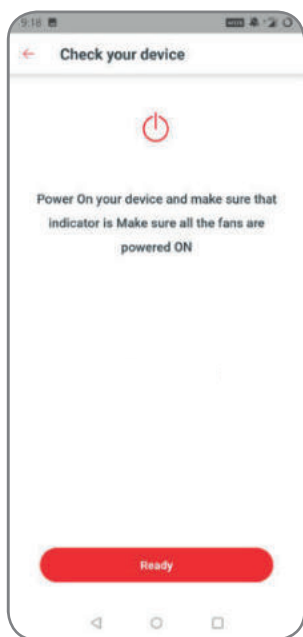 9:18
Check your device
Power On your device and make sure that
indicator is Make sure all the fans are
powered ON
Ready